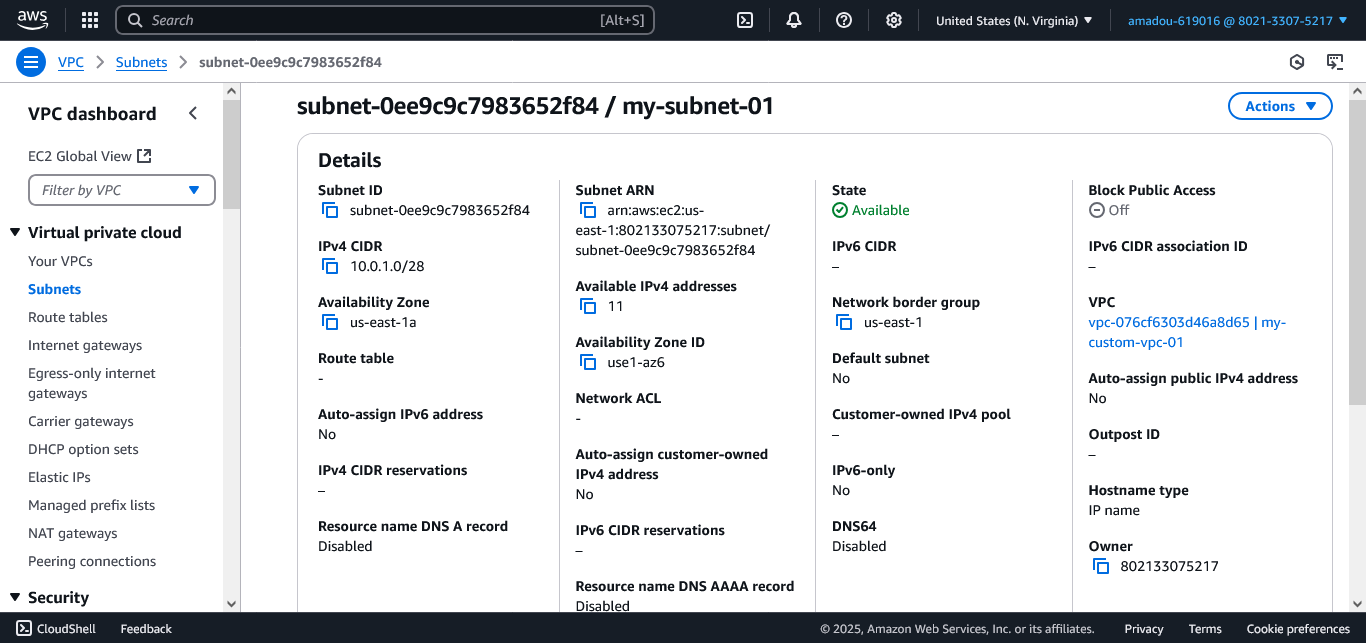 aws
Search
[Alt+S]
United States (N. Virginia)
amadou-619016 @ 8021-3307-5217
VPC
Subnets
subnet-0ee9c9c7983652f84
VPC dashboard
EC2 Global View
Filter by VPC
Virtual private cloud
Your VPCs
Subnets
Route tables
Internet gateways
Egress-only internet
gateways
Carrier gateways
DHCP option sets
Elastic IPs
Managed prefix lists
NAT gateways
Peering connections
Security
subnet-0ee9c9c7983652f84 / my-subnet-01
Actions
Details
Subnet ID
subnet-0ee9c9c7983652f84
IPv4 CIDR
10.0.1.0/28
Availability Zone
us-east-1a
Route table
-
Auto-assign IPv6 address
No
IPv4 CIDR reservations
–
Resource name DNS A record
Disabled
Subnet ARN
arn:aws:ec2:us-
east-1:802133075217:subnet/
subnet-0ee9c9c7983652f84
Available IPv4 addresses
11
Availability Zone ID
use1-az6
Network ACL
-
Auto-assign customer-owned
IPv4 address
No
IPv6 CIDR reservations
–
Resource name DNS AAAA record
Disabled
State
Available
IPv6 CIDR
–
Network border group
us-east-1
Default subnet
No
Customer-owned IPv4 pool
–
IPv6-only
No
DNS64
Disabled
Block Public Access
Off
IPv6 CIDR association ID
–
VPC
vpc-076cf6303d46a8d65 | my-
custom-vpc-01
Auto-assign public IPv4 address
No
Outpost ID
–
Hostname type
IP name
Owner
802133075217
CloudShell
Feedback
© 2025, Amazon Web Services, Inc. or its affiliates.
Privacy
Terms
Cookie preferences